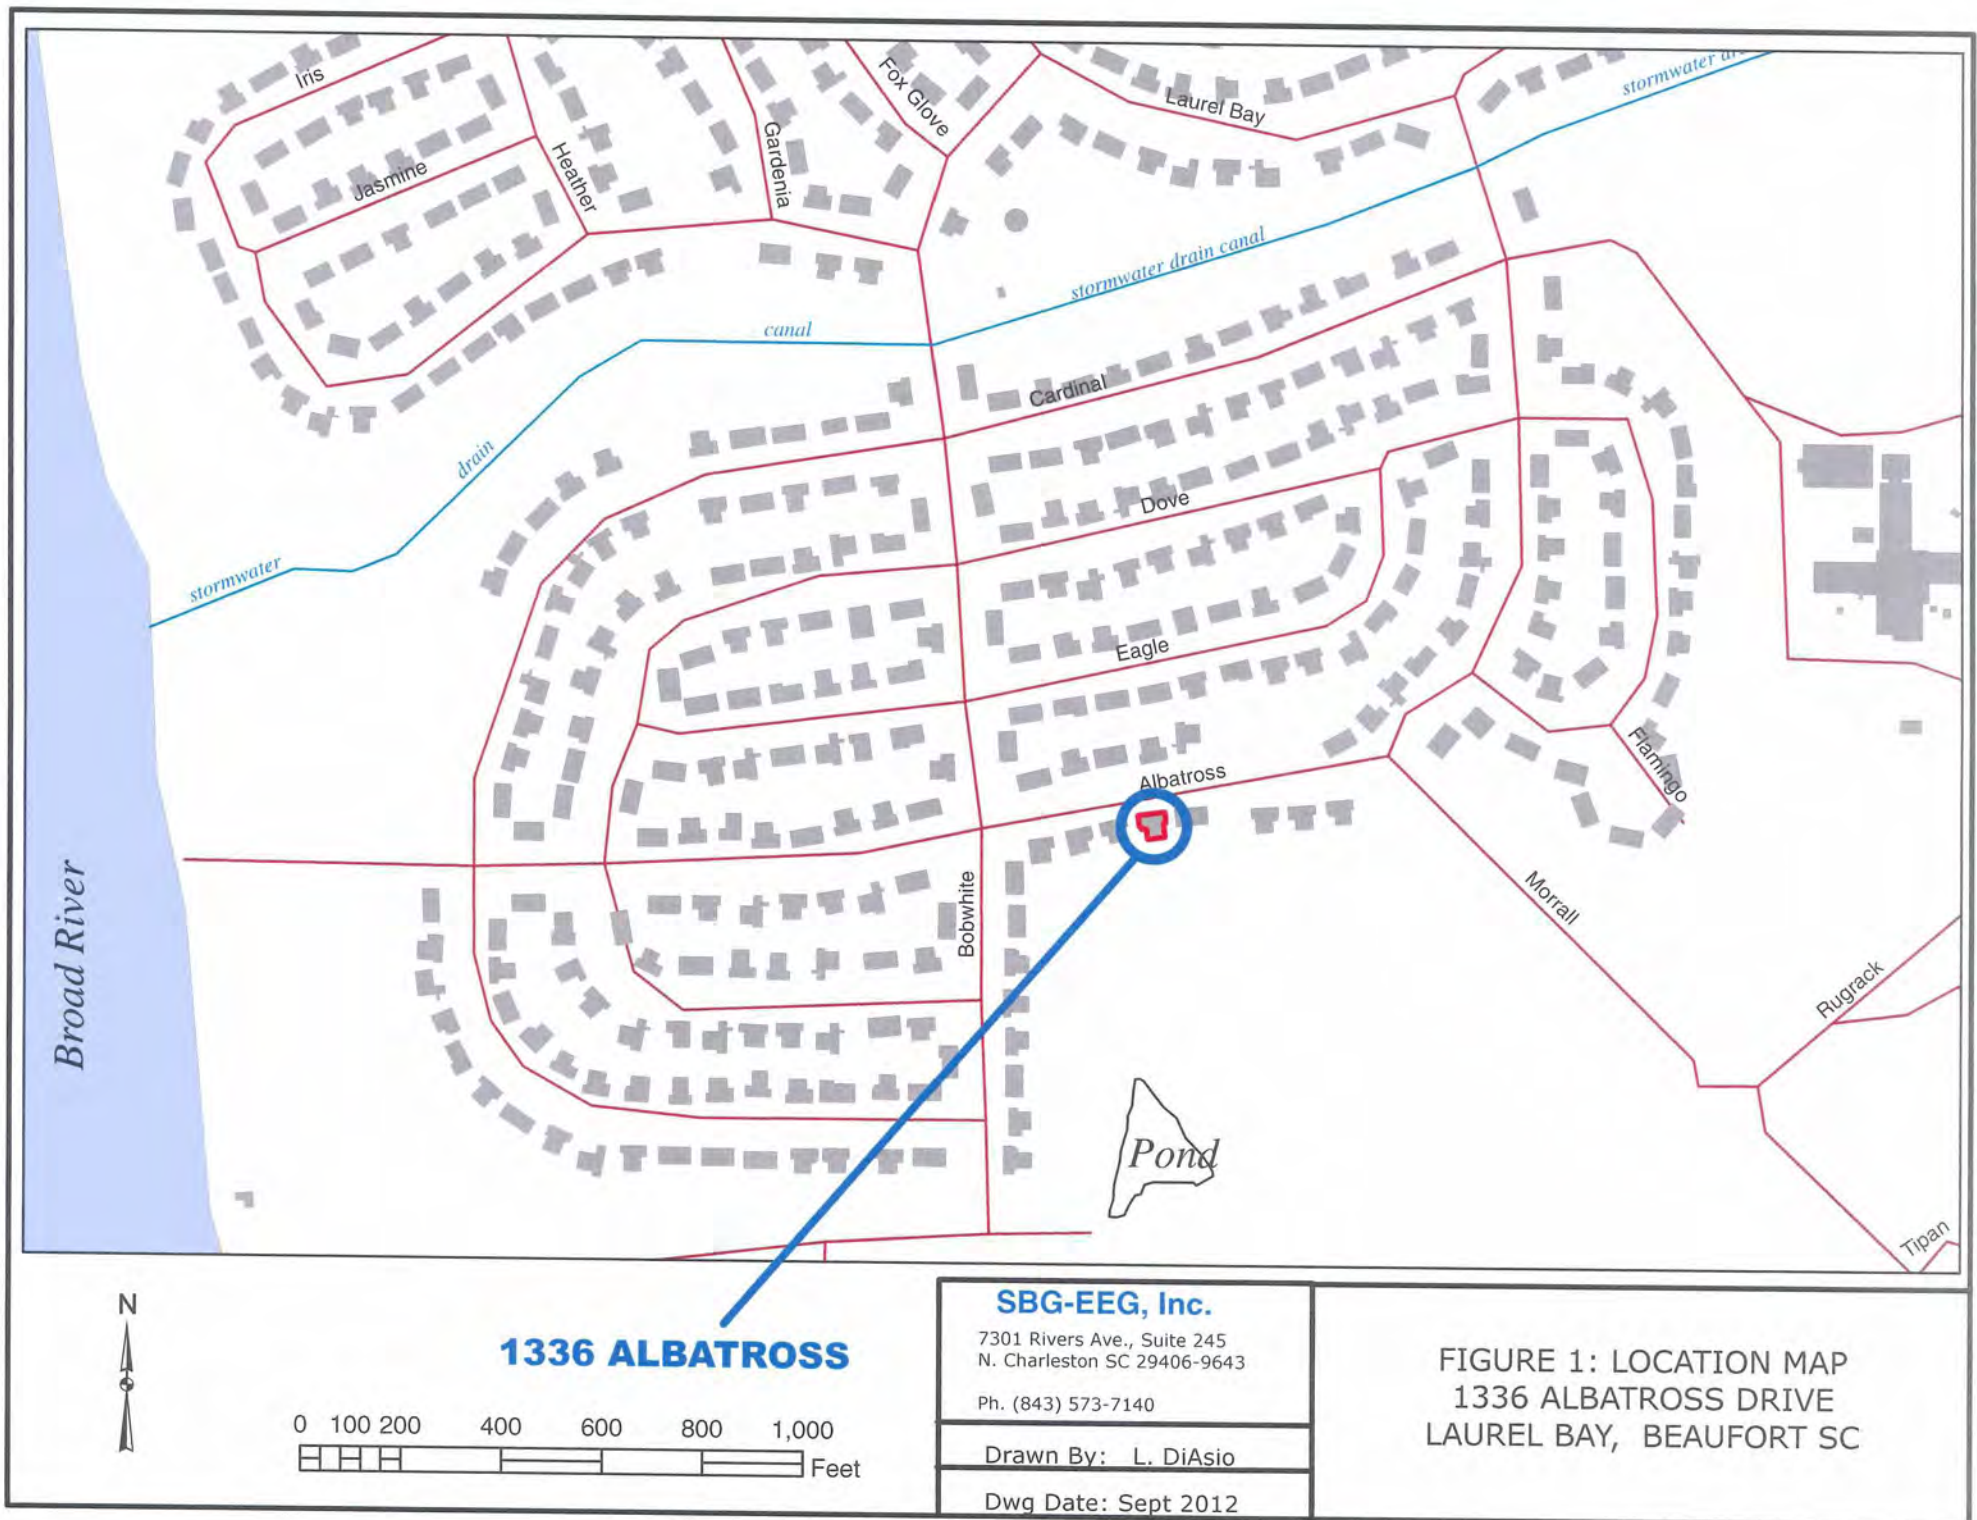 Iris
Fox Glove
Laurel Bay
stormwater
Jasmine
Heather
Gardenia
stormwater drain canal
canal
Cardinal
drain
Dove
stormwater
Eagle
Flamingo
Albatross
Broad River
Bobwhite
Morrall
Rugrack
Pond
Tipan
N
1336 ALBATROSS
0 100 200 400 600 800 1,000
Feet
SBG-EEG, Inc.
7301 Rivers Ave., Suite 245
N. Charleston SC 29406-9643
Ph. (843) 573-7140
Drawn By: L. DiAsio
Dwg Date: Sept 2012
FIGURE 1: LOCATION MAP
1336 ALBATROSS DRIVE
LAUREL BAY, BEAUFORT SC